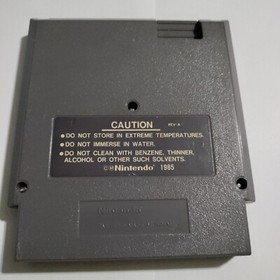 CAUTION
REV-A
•DO NOT STORE IN EXTREME TEMPERATURES.
•DO NOT IMMERSE IN WATER.
•DO NOT CLEAN WITH BENZENE, THINNER,
ALCOHOL OR OTHER SUCH SOLVENTS.
©Nintendo 1985